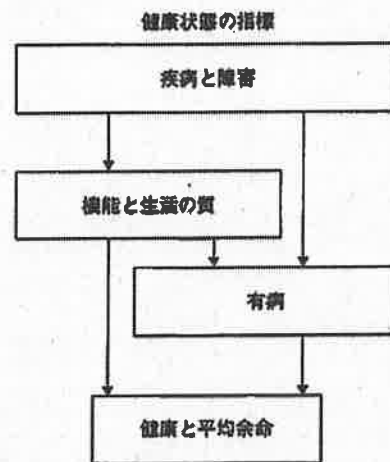 健康状態の指標
疾病と障害
機能と生活の質
有病
健康と平均余命